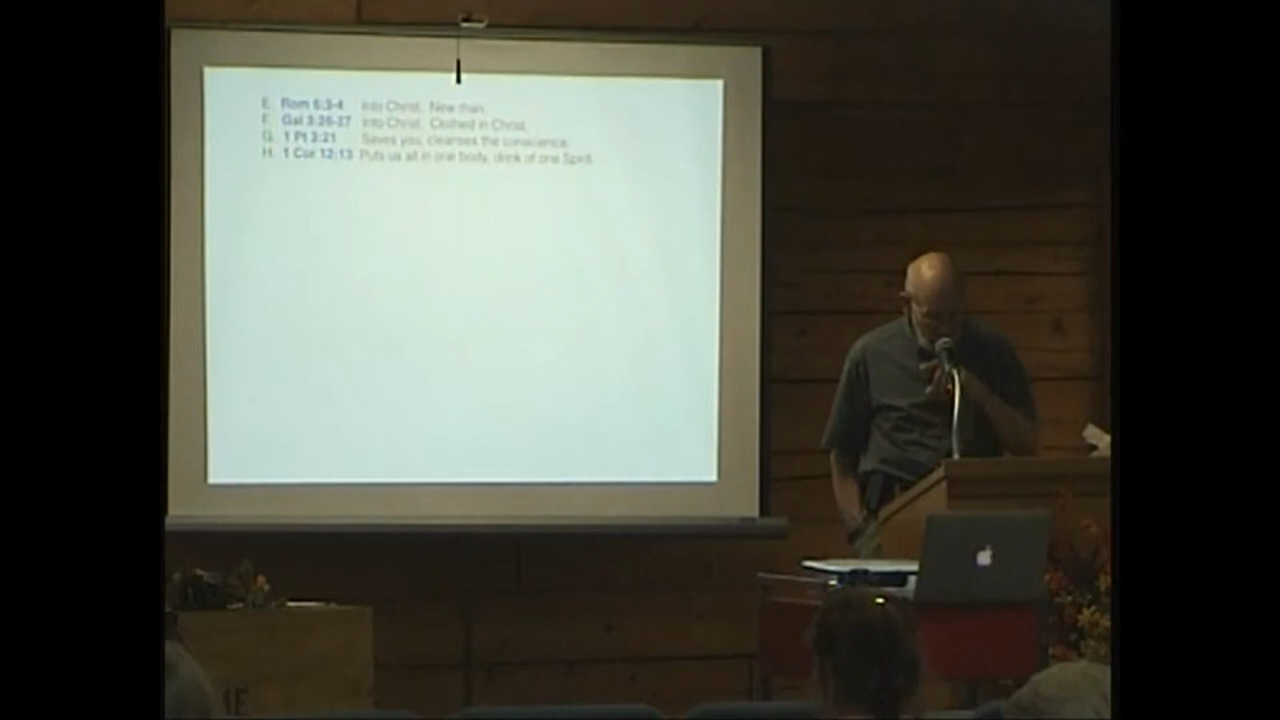 E. Rom 6:3-4 Into Christ. New man.
F. Gal 3:26-27 Into Christ. Clothed in Christ.
G. 1 Pt 3:21 Saves you, cleanses the conscience.
H. 1 Cor 12:13 Puts us all in one body, drink of one Spirit.
ME